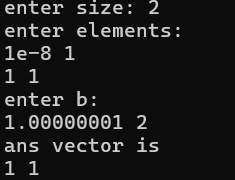 enter size: 2
enter elements:
1e-8 1
1 1
enter b:
1.00000001 2
ans vector is
1 1